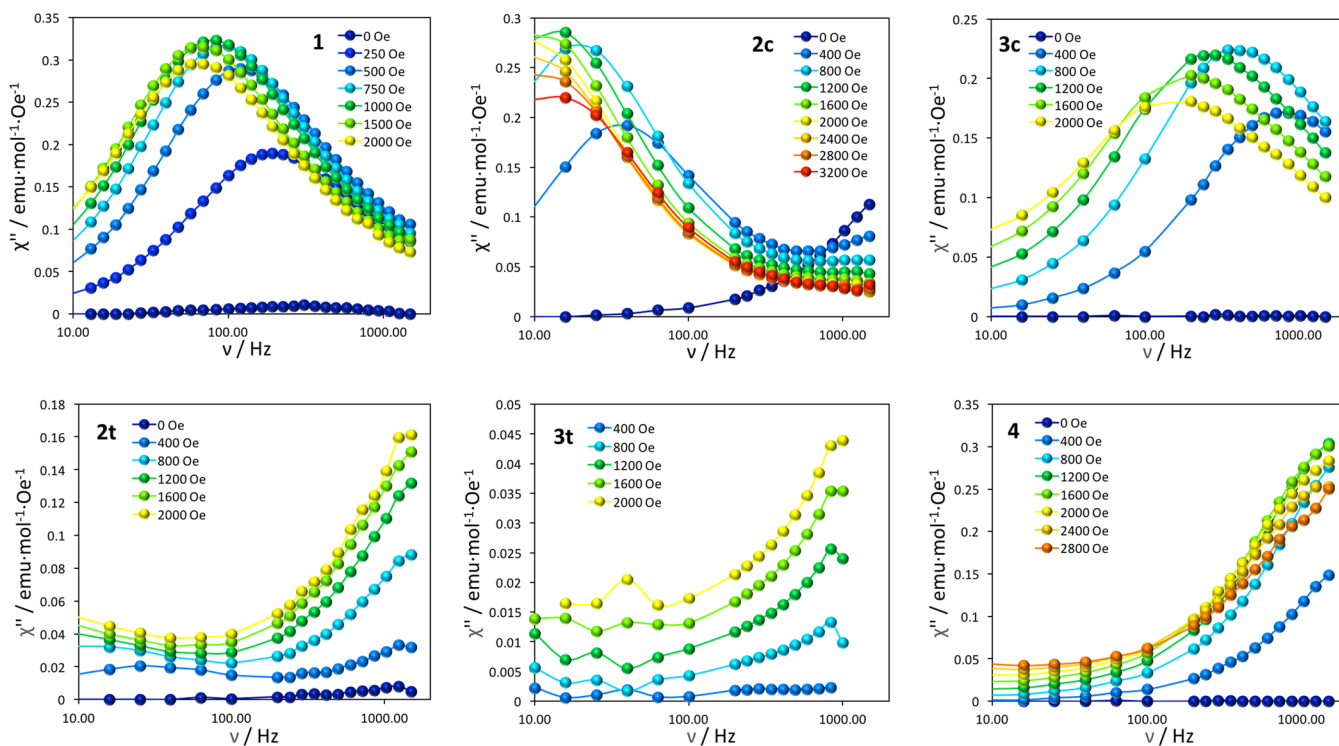 1
χ'' / emu·mol⁻¹·Oe⁻¹
0.35
0.3
0.25
0.2
0.15
0.1
0.05
0
10.00 100.00 1000.00
ν / Hz
0 Oe
250 Oe
500 Oe
750 Oe
1000 Oe
1500 Oe
2000 Oe
2c
χ'' / emu·mol⁻¹·Oe⁻¹
0.3
0.25
0.2
0.15
0.1
0.05
0
10.00 100.00 1000.00
ν / Hz
0 Oe
400 Oe
800 Oe
1200 Oe
1600 Oe
2000 Oe
2400 Oe
2800 Oe
3200 Oe
3c
χ'' / emu·mol⁻¹·Oe⁻¹
0.25
0.2
0.15
0.1
0.05
0
10.00 100.00 1000.00
ν / Hz
0 Oe
400 Oe
800 Oe
1200 Oe
1600 Oe
2000 Oe
2t
χ'' / emu·mol⁻¹·Oe⁻¹
0.18
0.16
0.14
0.12
0.1
0.08
0.06
0.04
0.02
0
10.00 100.00 1000.00
ν / Hz
0 Oe
400 Oe
800 Oe
1200 Oe
1600 Oe
2000 Oe
3t
χ'' / emu·mol⁻¹·Oe⁻¹
0.05
0.045
0.04
0.035
0.03
0.025
0.02
0.015
0.01
0.005
0
10.00 100.00 1000.00
ν / Hz
400 Oe
800 Oe
1200 Oe
1600 Oe
2000 Oe
4
χ'' / emu·mol⁻¹·Oe⁻¹
0.35
0.3
0.25
0.2
0.15
0.1
0.05
0
10.00 100.00 1000.00
ν / Hz
0 Oe
400 Oe
800 Oe
1200 Oe
1600 Oe
2000 Oe
2400 Oe
2800 Oe